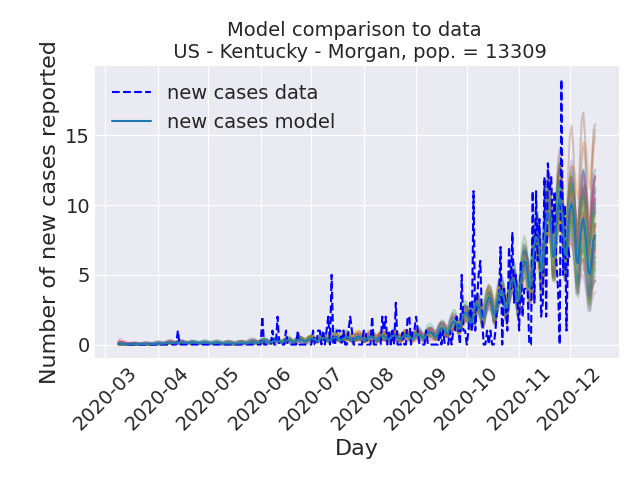 Model comparison to data
US - Kentucky - Morgan, pop. = 13309
new cases data
new cases model
Number of new cases reported
15
10
5
0
2020-03
2020-04
2020-05
2020-06
2020-07
2020-08
2020-09
2020-10
2020-11
2020-12
Day